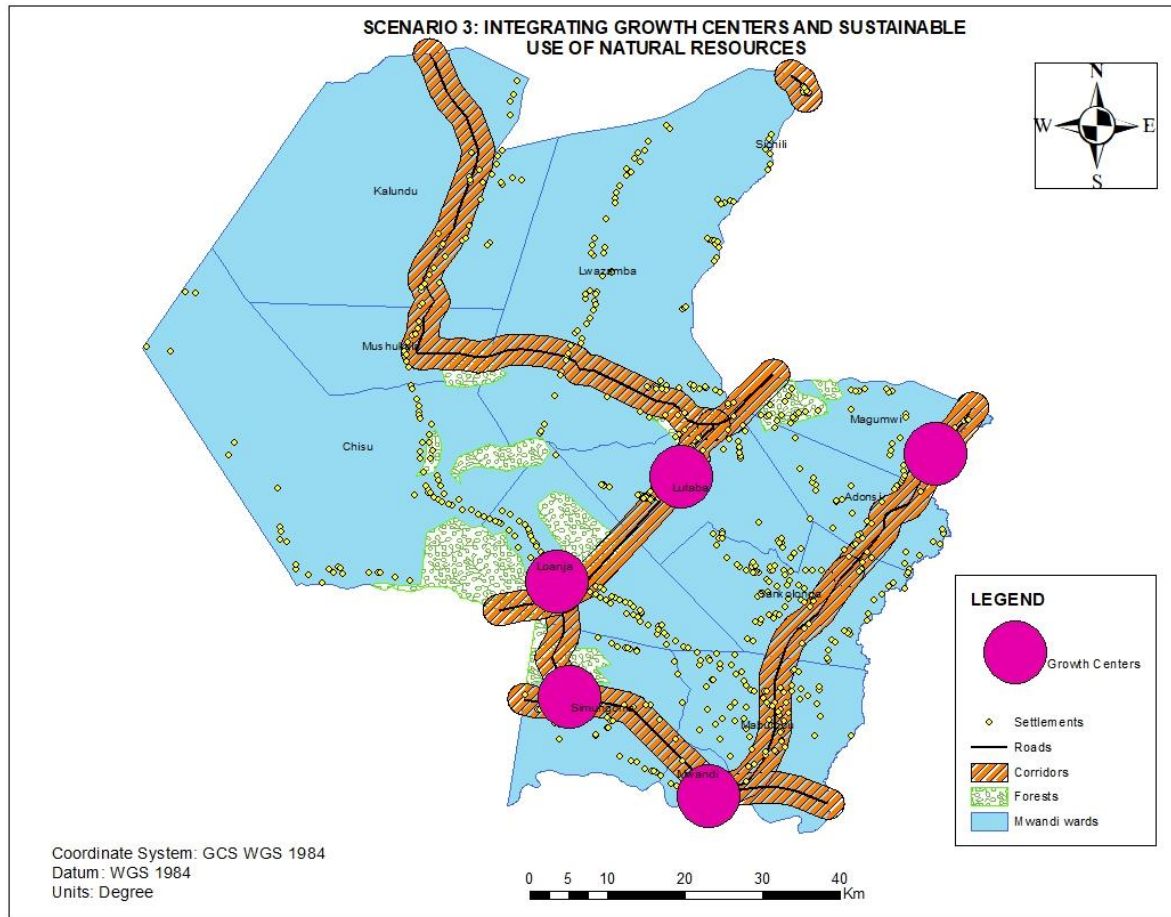 SCENARIO 3: INTEGRATING GROWTH CENTERS AND SUSTAINABLE
USE OF NATURAL RESOURCES
N
W E
S
Sichili
Kalundu
Lwazamba
Mushukula
Magumwi
Chisu
Lutaba
Adonsi
Loanja
Sankolonga
Simungoma
Mwandi
LEGEND
Growth Centers
Settlements
Roads
Corridors
Forests
Mwandi wards
Coordinate System: GCS WGS 1984
Datum: WGS 1984
Units: Degree
0 5 10 20 30 40
Km